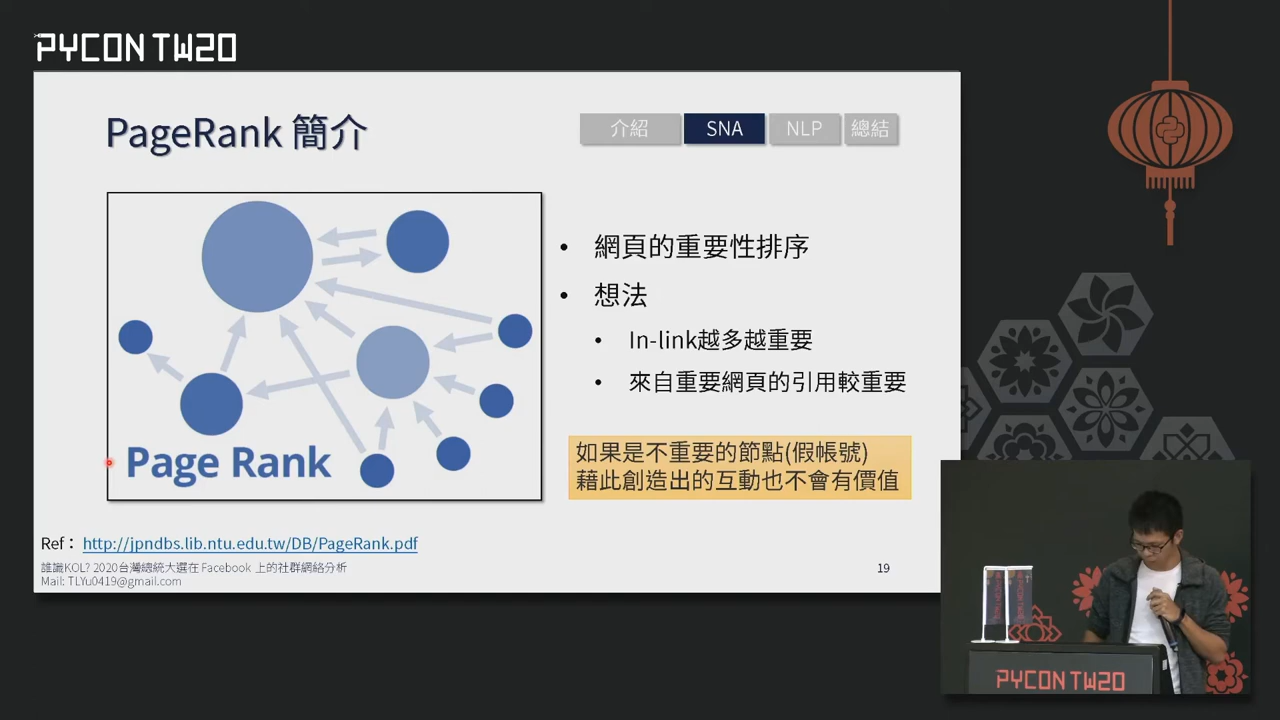 PYCON TW20
PageRank 簡介
介紹
SNA
NLP
總結
• 網頁的重要性排序
• 想法
• In-link越多越重要
• 來自重要網頁的引用較重要
Page Rank
如果是不重要的節點(假帳號)
藉此創造出的互動也不會有價值
Ref： http://jpndbs.lib.ntu.edu.tw/DB/PageRank.pdf
誰識KOL? 2020台灣總統大選在 Facebook 上的社群網絡分析
Mail: TLYu0419@gmail.com
19
PYCON TW20